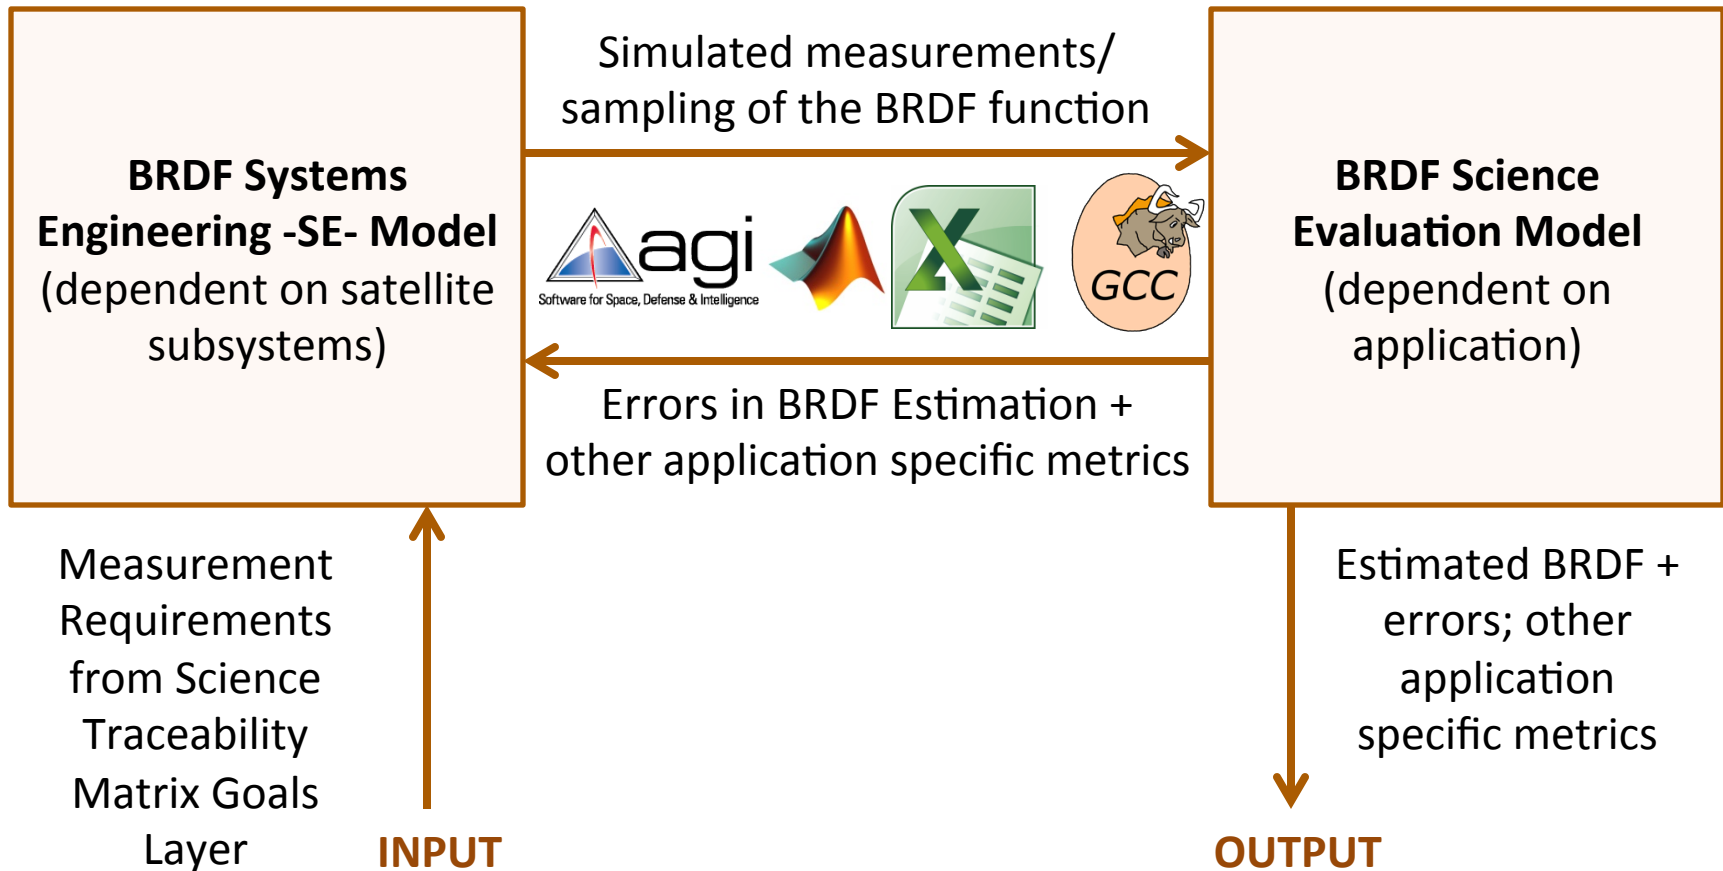 BRDF Systems
Engineering -SE- Model
(dependent on satellite
subsystems)
Simulated measurements/
sampling of the BRDF function
agi
Software for Space, Defense & Intelligence
X
GCC
Errors in BRDF Estimation +
other application specific metrics
BRDF Science
Evaluation Model
(dependent on
application)
Measurement
Requirements
from Science
Traceability
Matrix Goals
Layer
INPUT
Estimated BRDF +
errors; other
application
specific metrics
OUTPUT